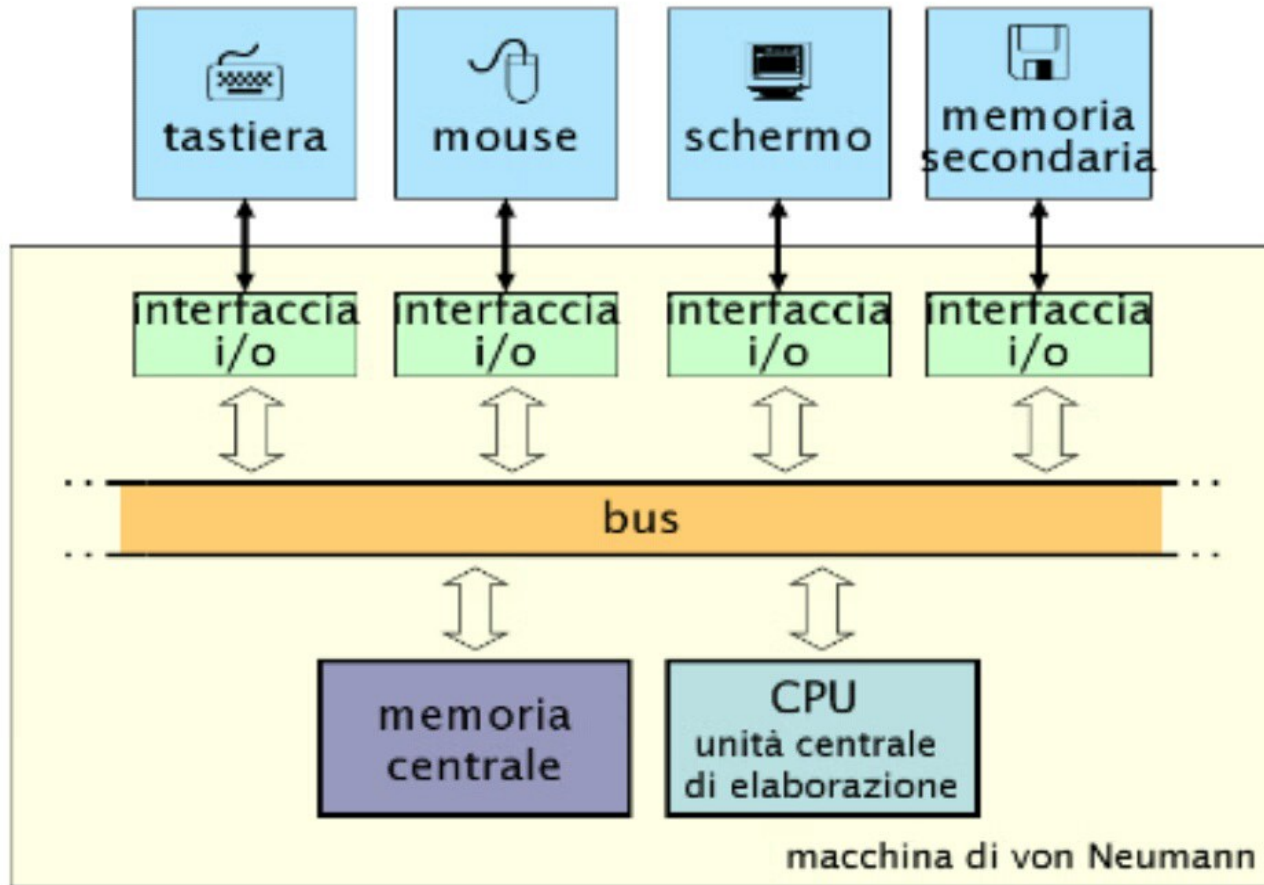 tastiera
mouse
schermo
memoria
secondaria
interfaccia
i/o
interfaccia
i/o
interfaccia
i/o
interfaccia
i/o
bus
memoria
centrale
CPU
unità centrale
di elaborazione
macchina di von Neumann